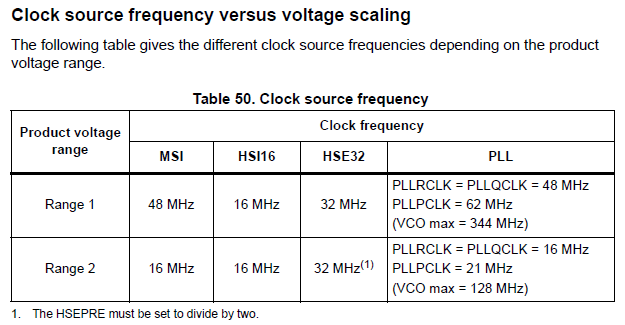 Clock source frequency versus voltage scaling
The following table gives the different clock source frequencies depending on the product
voltage range.
Table 50. Clock source frequency
Product voltage
range
Clock frequency
MSI
HSI16
HSE32
PLL
Range 1
48 MHz
16 MHz
32 MHz
PLLRCLK = PLLQCLK = 48 MHz
PLLPCLK = 62 MHz
(VCO max = 344 MHz)
Range 2
16 MHz
16 MHz
32 MHz(1)
PLLRCLK = PLLQCLK = 16 MHz
PLLPCLK = 21 MHz
(VCO max = 128 MHz)
1. The HSEPRE must be set to divide by two.